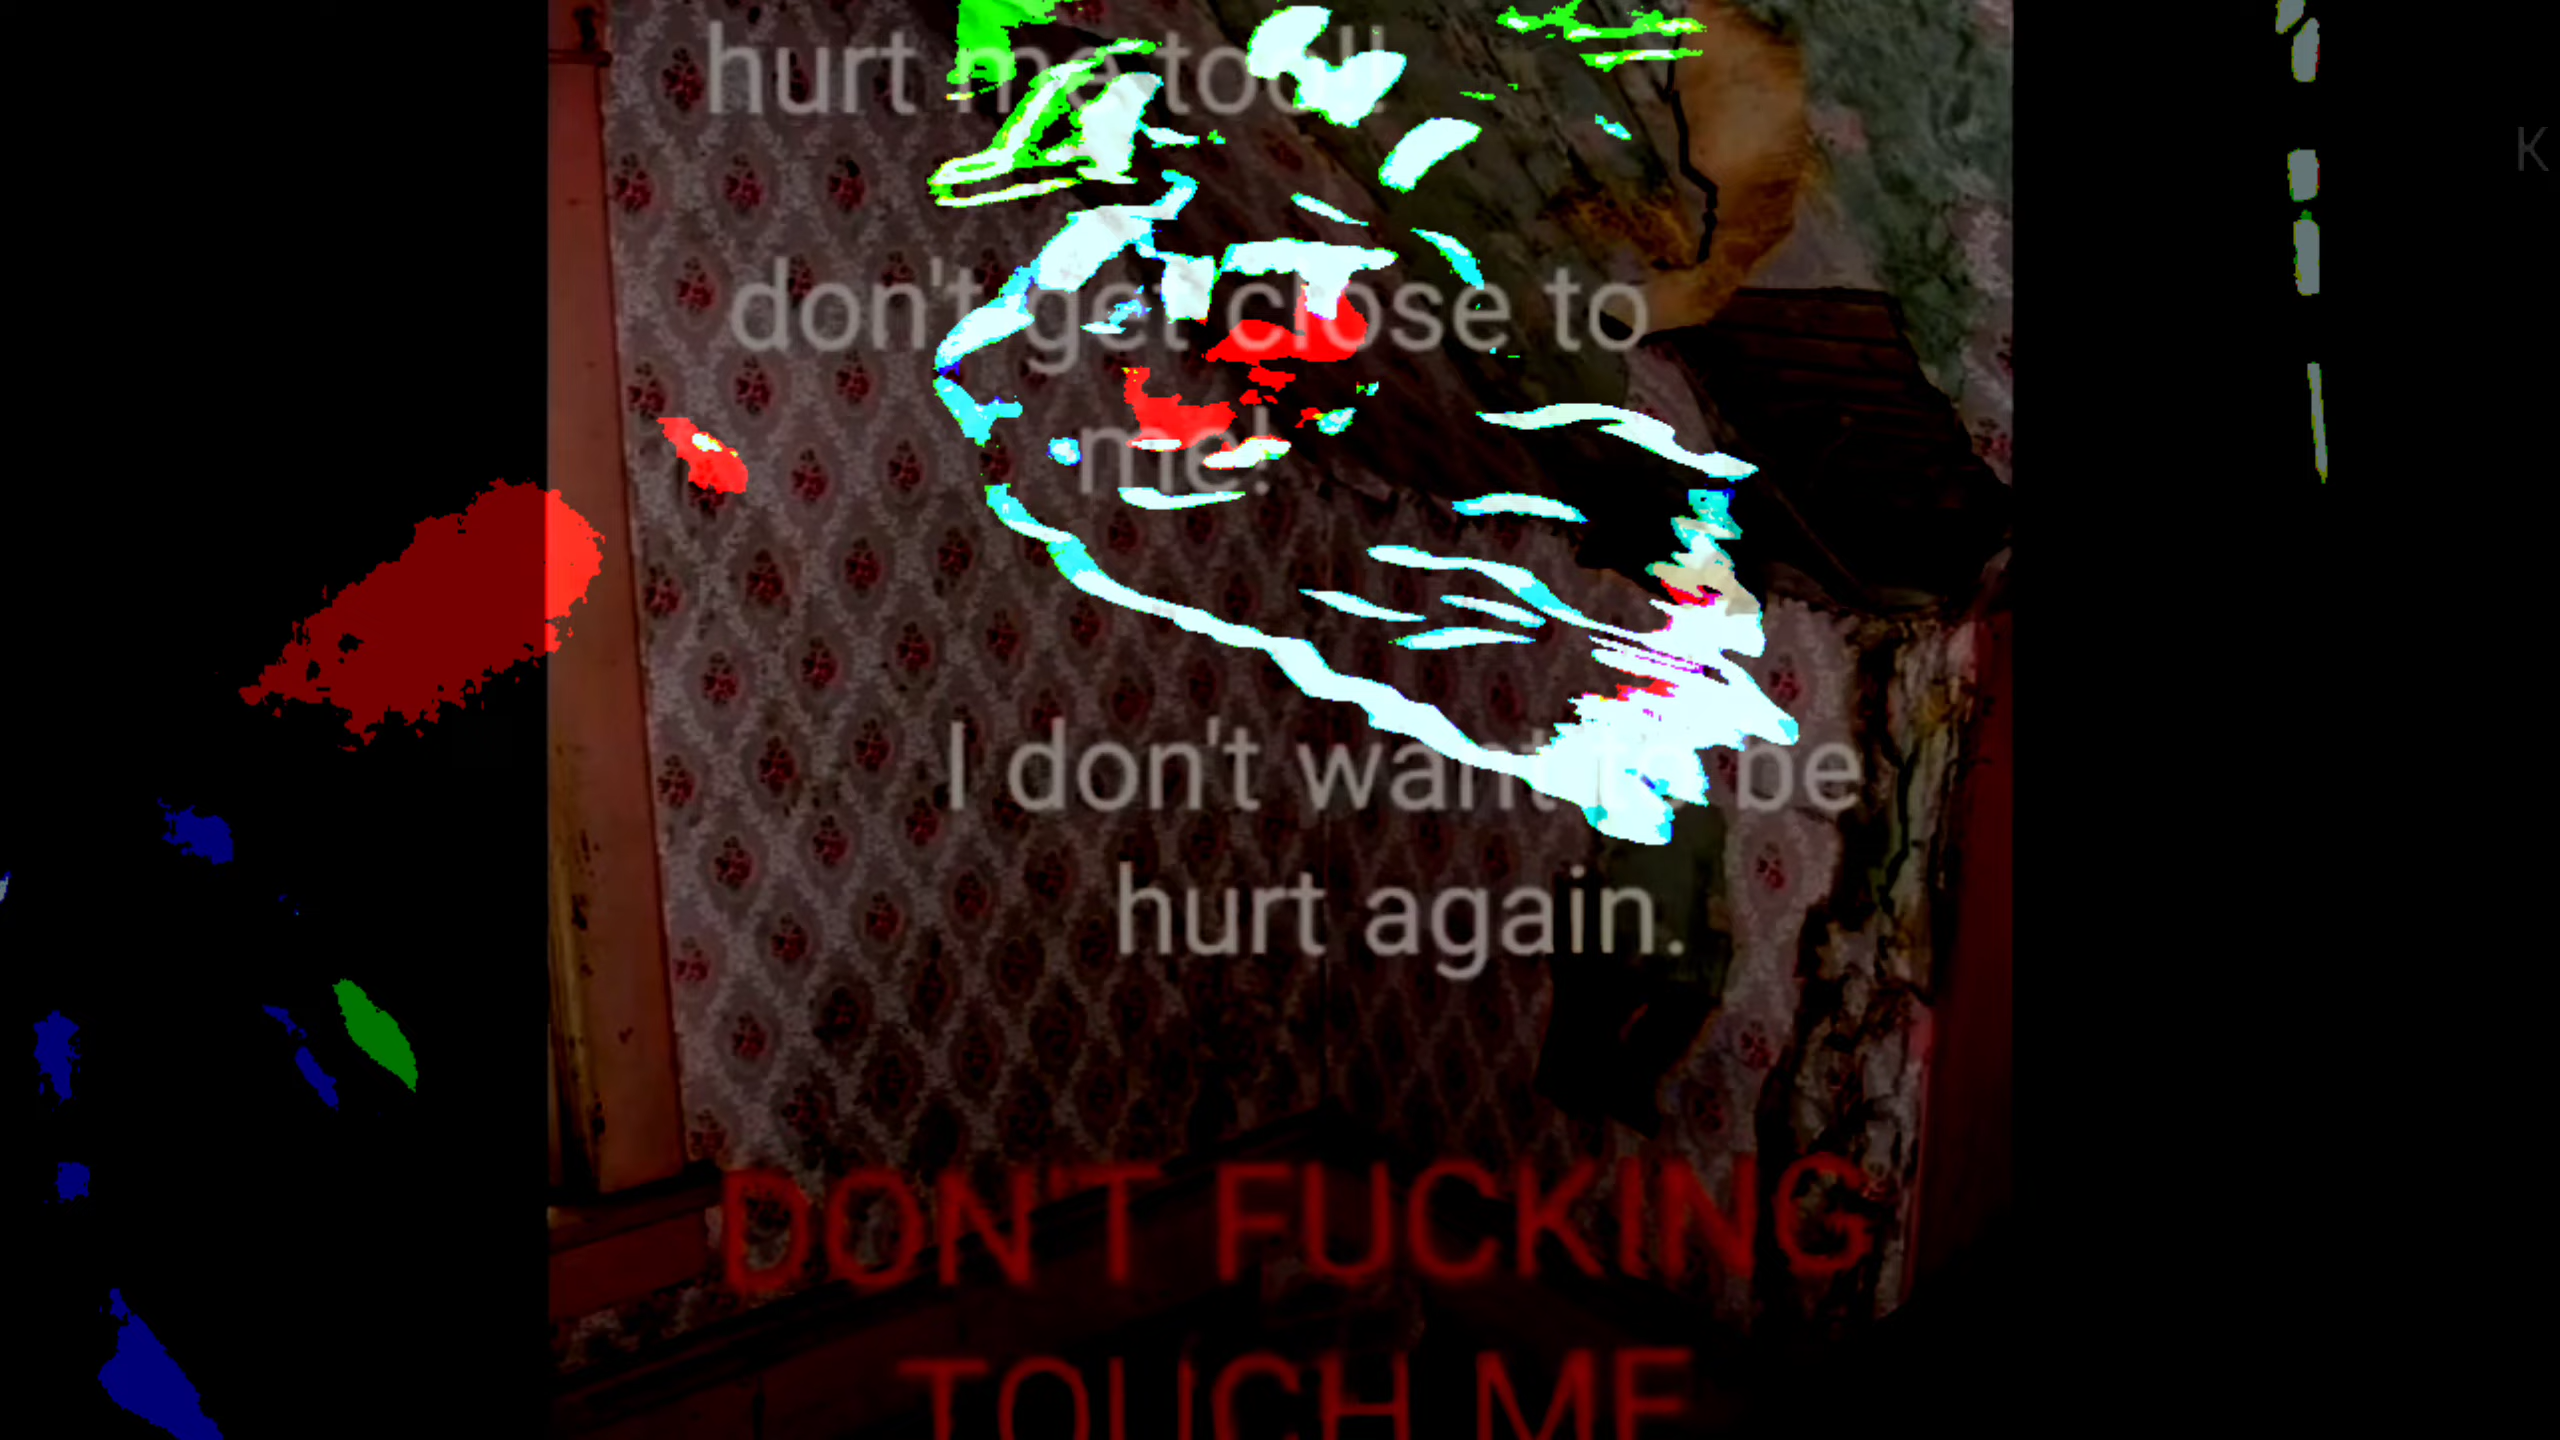 hurt me too!!
K
don't get close to
me!
I don't want to be
hurt again.
DON'T FUCKING
TOUCH ME